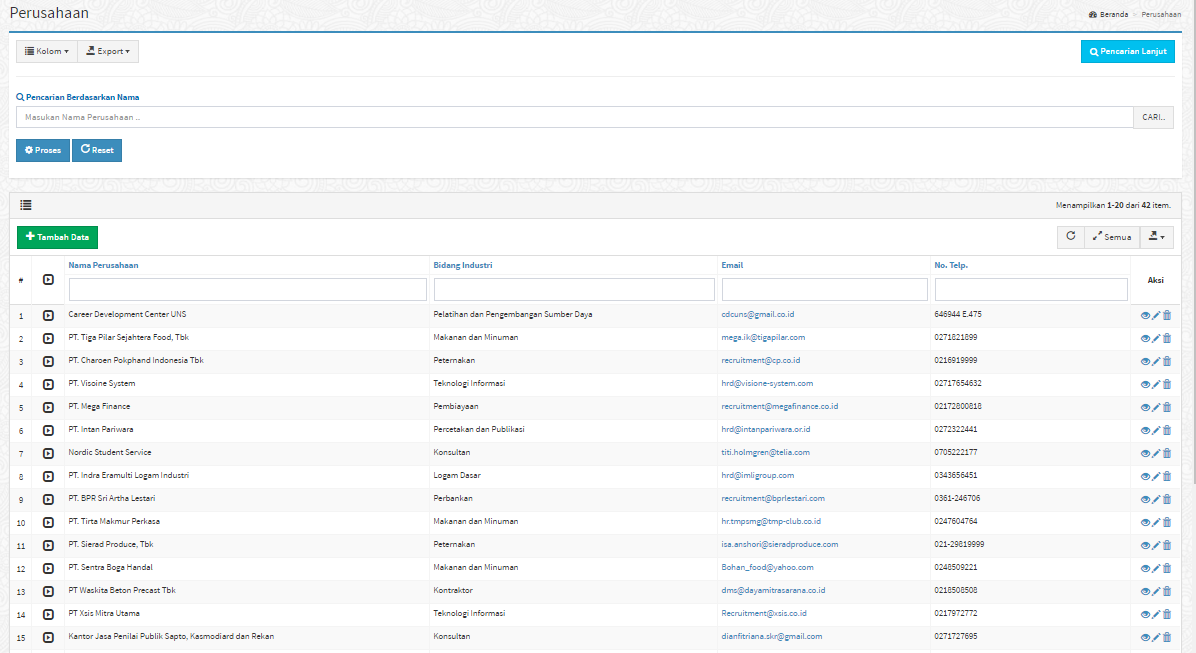 Perusahaan
Beranda > Perusahaan
Kolom Export Pencarian Lanjut
Pencarian Berdasarkan Nama
Masukan Nama Perusahaan .. CARI..
Proses Reset
Menampilkan 1-20 dari 42 item.
Tambah Data Semua
# Nama Perusahaan Bidang Industri Email No. Telp. Aksi
1 Career Development Center UNS Pelatihan dan Pengembangan Sumber Daya cdcuns@gmail.co.id 646944 E.475
2 PT. Tiga Pilar Sejahtera Food, Tbk Makanan dan Minuman mega.ik@tigapilar.com 0271821899
3 PT. Charoen Pokphand Indonesia Tbk Peternakan recruitment@cp.co.id 0216919999
4 PT. Visoine System Teknologi Informasi hrd@visione-system.com 02717654632
5 PT. Mega Finance Pembiayaan recruitment@megafinance.co.id 02172800818
6 PT. Intan Pariwara Percetakan dan Publikasi hrd@intanpariwara.or.id 0272322441
7 Nordic Student Service Konsultan titi.holmgren@telia.com 0705222177
8 PT. Indra Eramulti Logam Industri Logam Dasar hrd@imligroup.com 0343656451
9 PT. BPR Sri Artha Lestari Perbankan recruitment@bprlestari.com 0361-246706
10 PT. Tirta Makmur Perkasa Makanan dan Minuman hr.tmpsmg@tmp-club.co.id 0247604764
11 PT. Sierad Produce, Tbk Peternakan isa.anshori@sieradproduce.com 021-29819999
12 PT. Sentra Boga Handal Makanan dan Minuman Bohan_food@yahoo.com 0248509221
13 PT Waskita Beton Precast Tbk Kontraktor dms@dayamitrasarana.co.id 0218508508
14 PT Xsis Mitra Utama Teknologi Informasi Recruitment@xsis.co.id 0217972772
15 Kantor Jasa Penilai Publik Sapto, Kasmodiard dan Rekan Konsultan dianfitriana.skr@gmail.com 0271727695